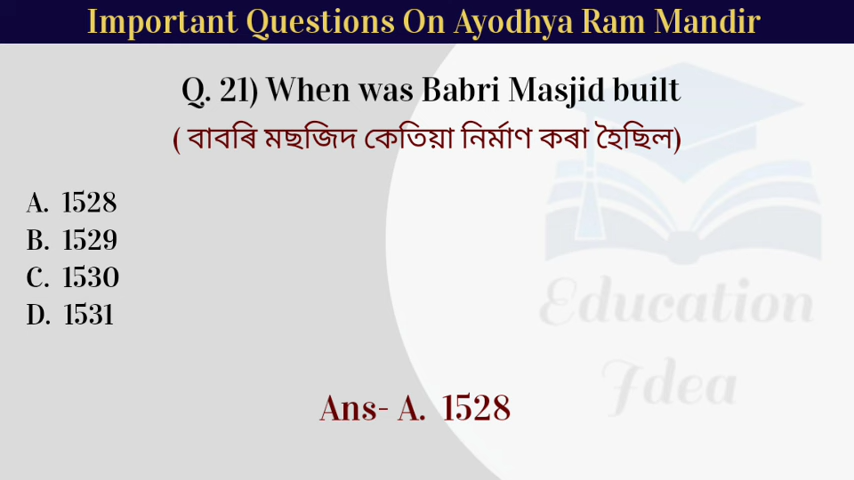 Important Questions On Ayodhya Ram Mandir
Q. 21) When was Babri Masjid built
( বাবৰি মছজিদ কেতিয়া নিৰ্মাণ কৰা হৈছিল)
A. 1528
B. 1529
C. 1530
D. 1531
Education
Idea
Ans- A. 1528